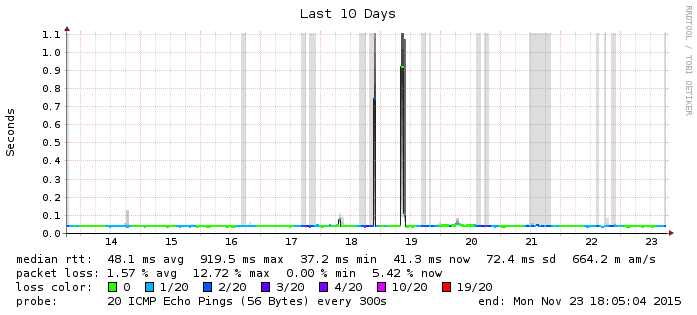 Last 10 Days
RRDTOOL / TOBI OETIKER
Seconds
1.1
1.0
0.9
0.8
0.7
0.6
0.5
0.4
0.3
0.2
0.1
0.0
14 15 16 17 18 19 20 21 22 23
median rtt: 48.1 ms avg 919.5 ms max 37.2 ms min 41.3 ms now 72.4 ms sd 664.2 m am/s
packet loss: 1.57 % avg 12.72 % max 0.00 % min 5.42 % now
loss color: 0 1/20 2/20 3/20 4/20 10/20 19/20
probe: 20 ICMP Echo Pings (56 Bytes) every 300s end: Mon Nov 23 18:05:04 2015